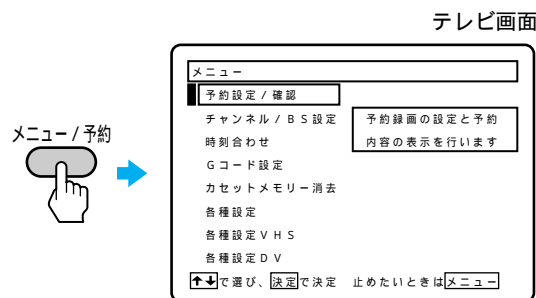 テレビ画面
メニュー / 予約
メニュー
予約設定 / 確認
チャンネル / BS設定
時刻合わせ
Gコード設定
カセットメモリー消去
各種設定
各種設定VHS
各種設定DV
予約録画の設定と予約
内容の表示を行います
↑↓で選び、決定で決定 止めたいときはメニュー